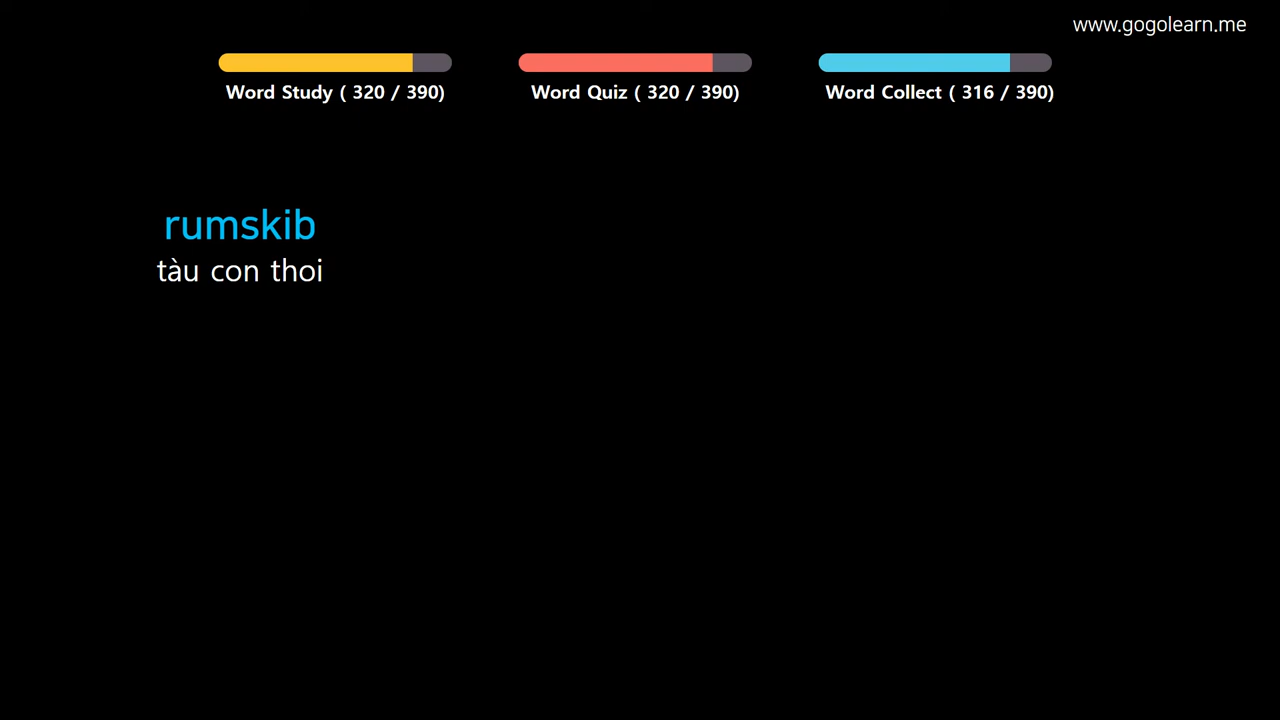 www.gogolearn.me
Word Study ( 320 / 390)
Word Quiz ( 320 / 390)
Word Collect ( 316 / 390)
rumskib
tàu con thoi